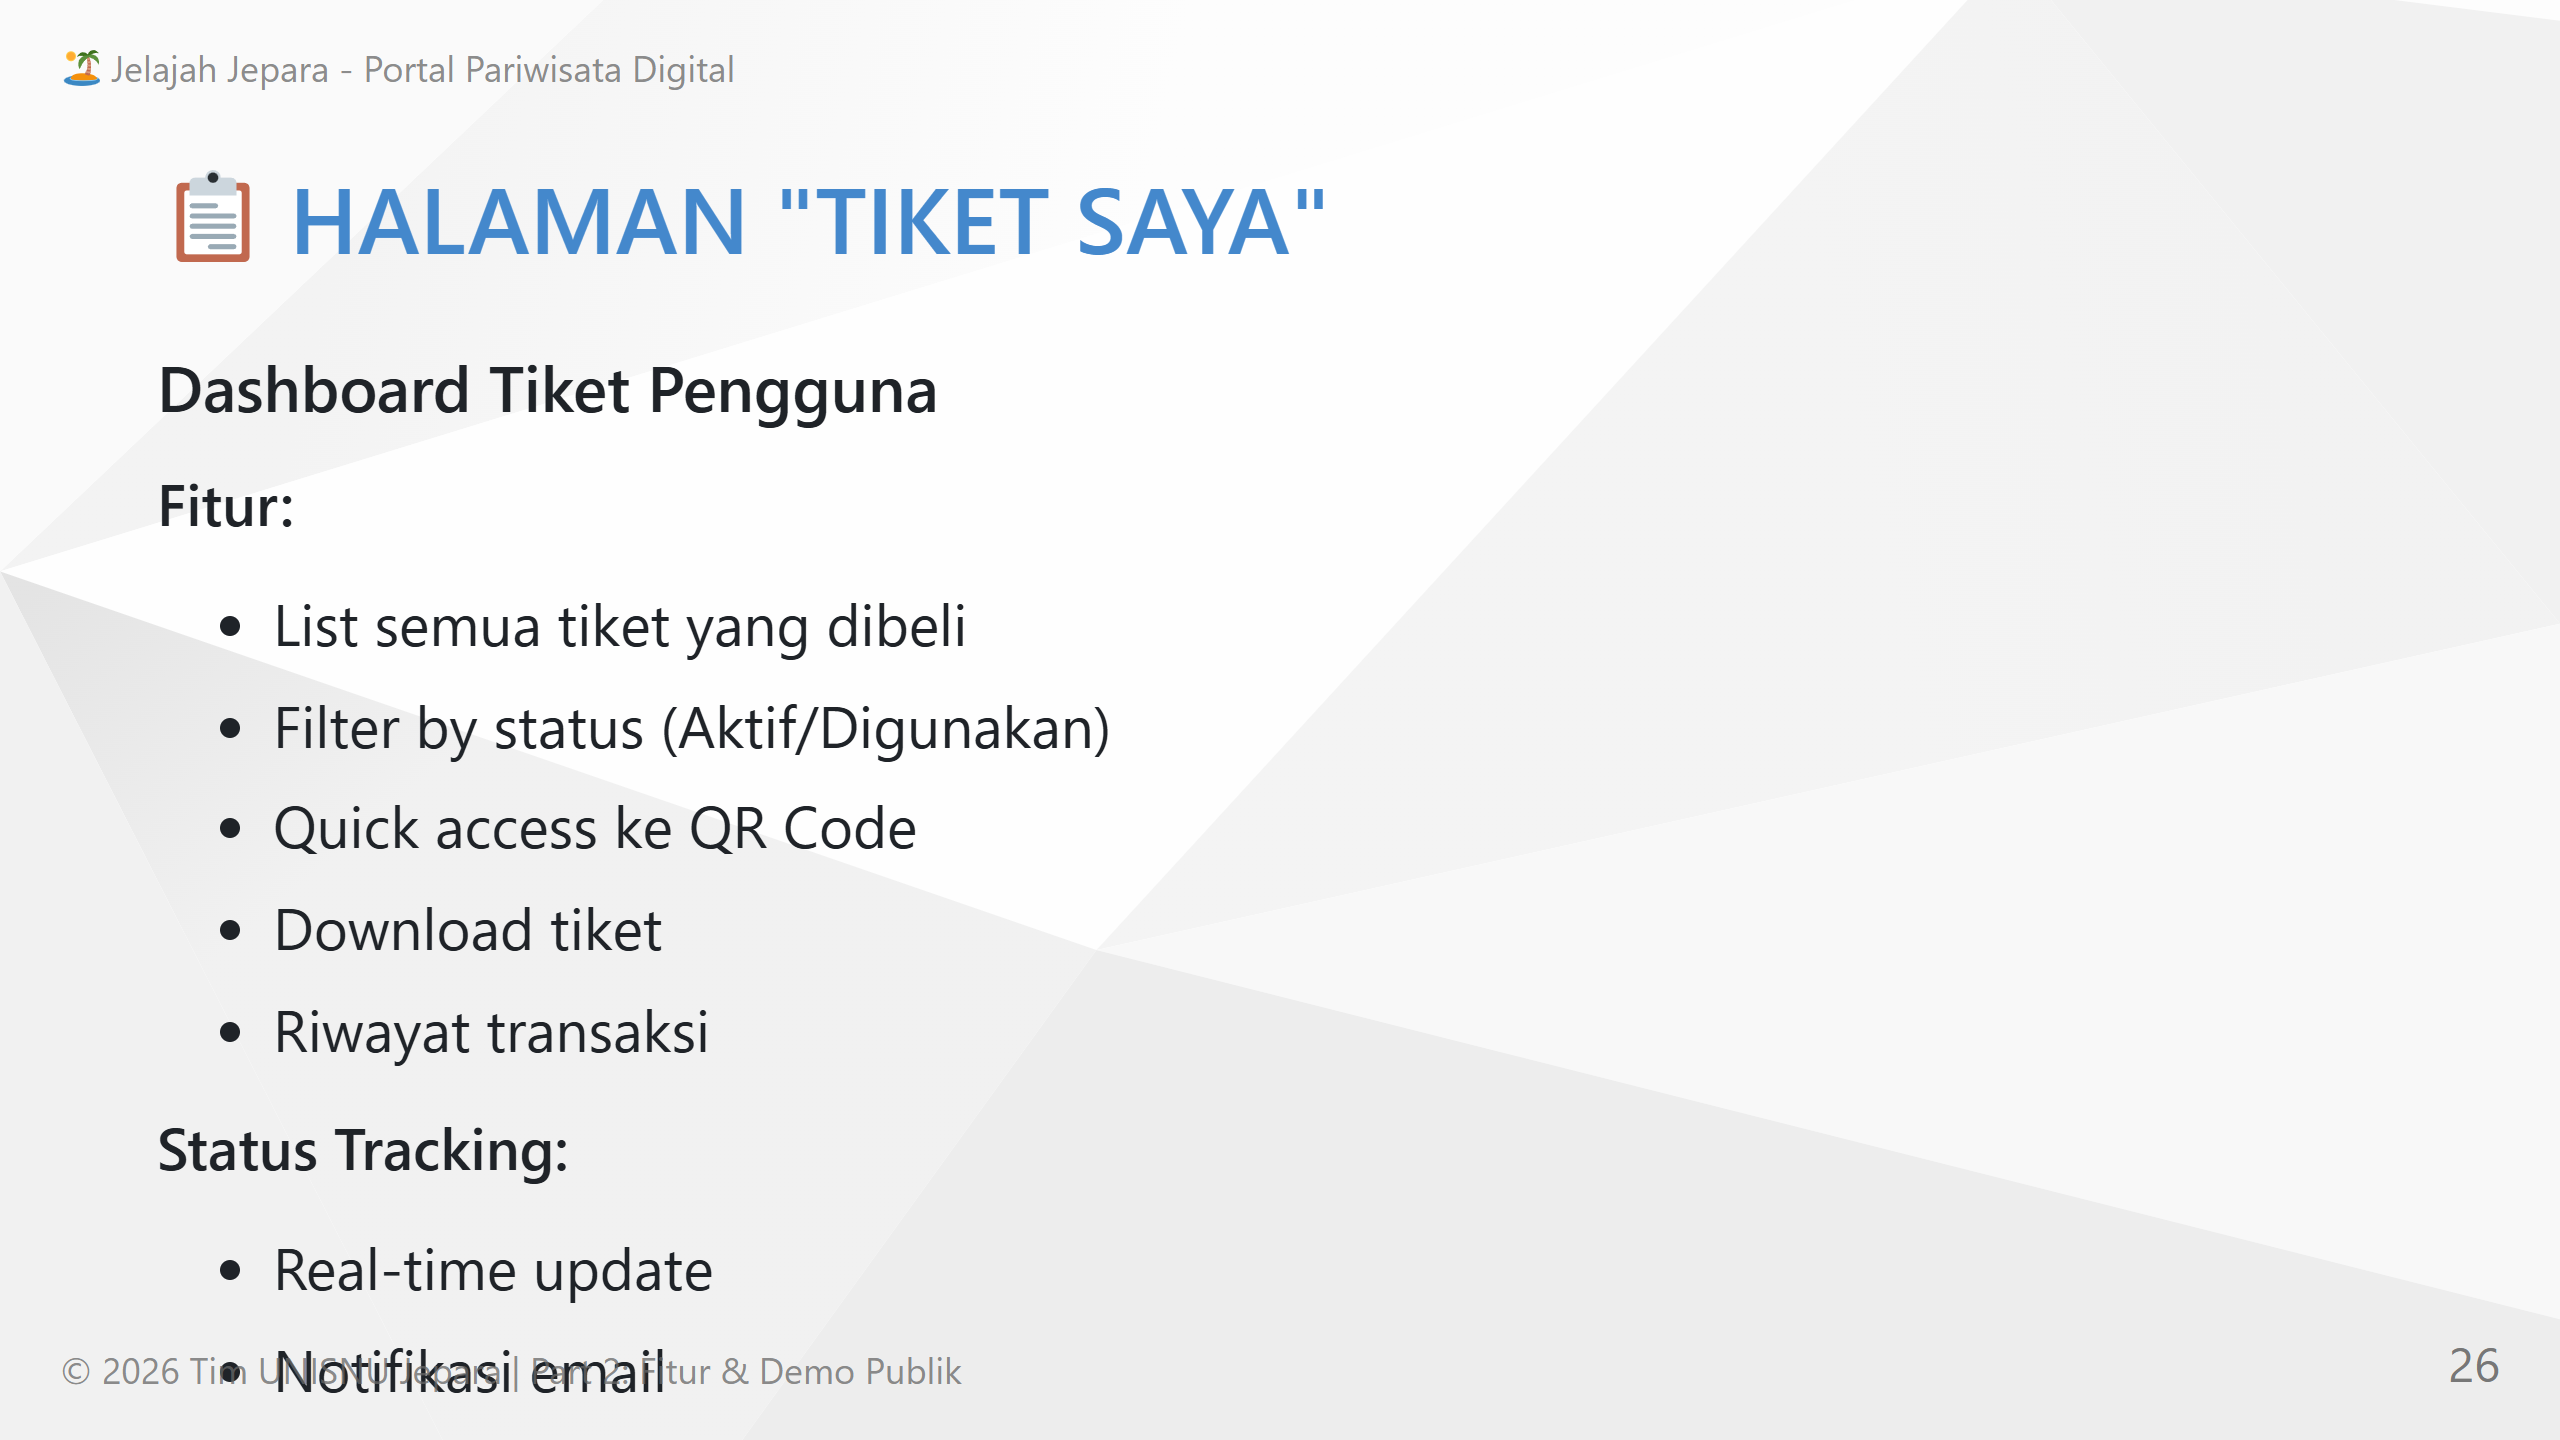 Jelajah Jepara - Portal Pariwisata Digital
HALAMAN "TIKET SAYA"
Dashboard Tiket Pengguna
Fitur:
• List semua tiket yang dibeli
• Filter by status (Aktif/Digunakan)
• Quick access ke QR Code
• Download tiket
• Riwayat transaksi
Status Tracking:
• Real-time update
• Notifikasi email
© 2026 Tim UNISNU Jepara | Part 2: Fitur & Demo Publik
26